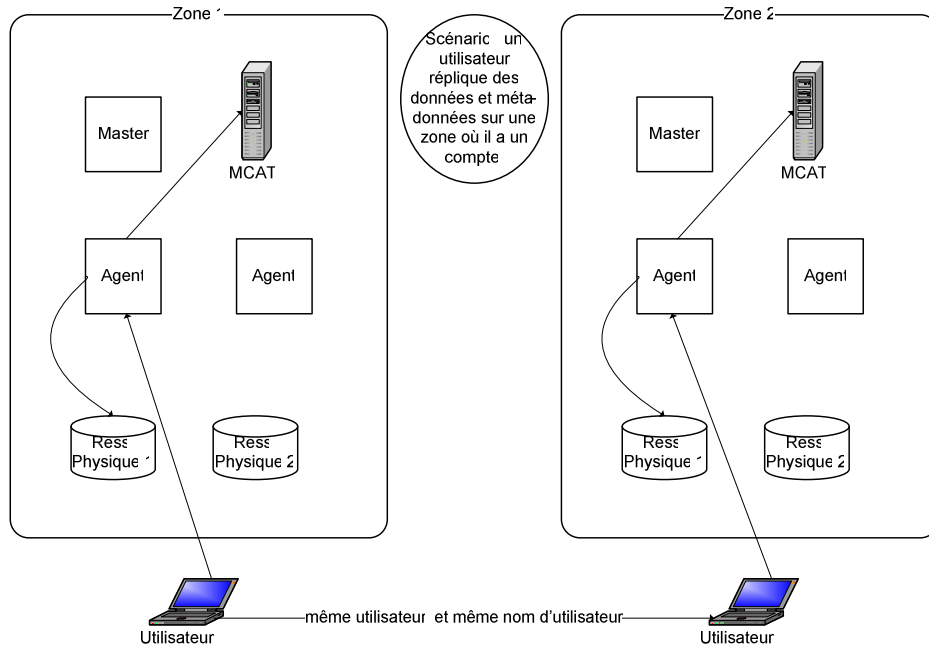 Zone 1
Zone 2
Scénario un
utilisateur
réplique des
données et méta-
données sur une
zone où il a un
compte
Master
MCAT
Master
MCAT
Agent
Agent
Agent
Agent
Ress
Physique 1
Ress
Physique 2
Ress
Physique 1
Ress
Physique 2
même utilisateur et même nom d'utilisateur
Utilisateur
Utilisateur